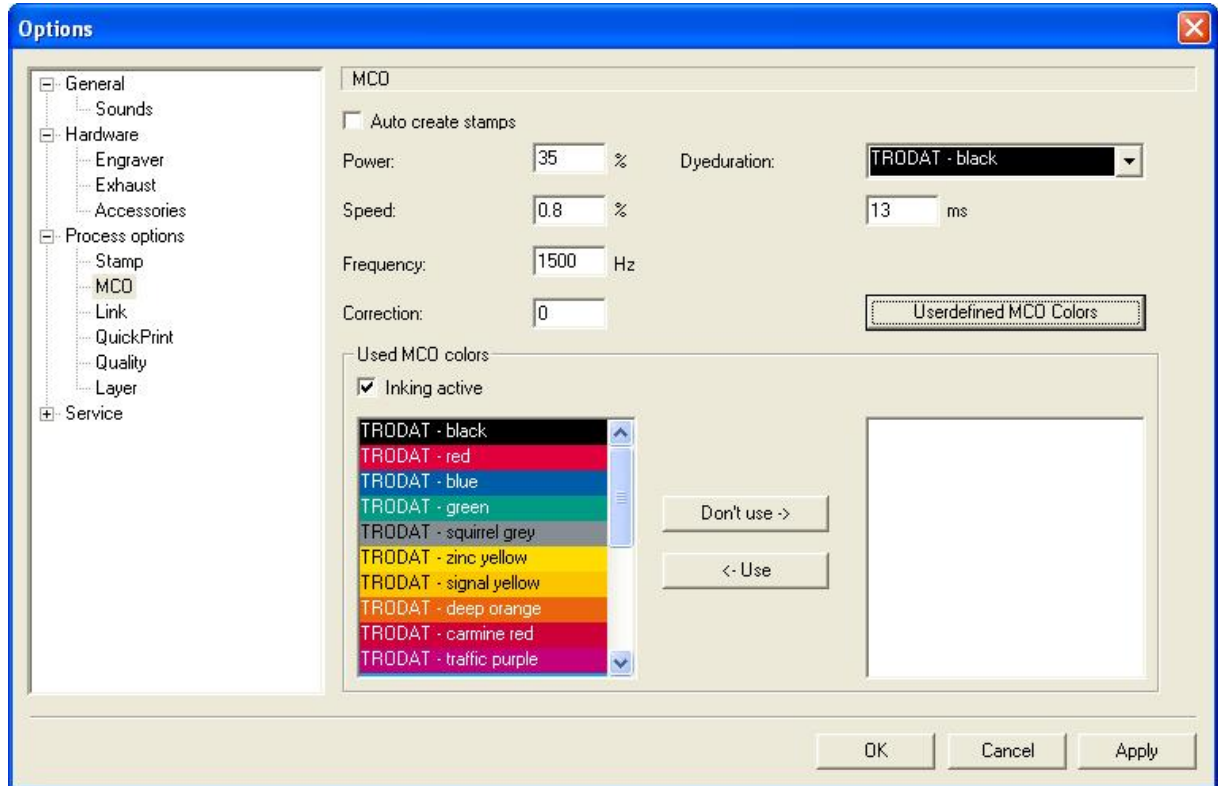 Options
General
Sounds
Hardware
Engraver
Exhaust
Accessories
Process options
Stamp
MCO
Link
QuickPrint
Quality
Layer
Service
MCO
Auto create stamps
Power: 35 % Dyeduration: TRODAT - black
Speed: 0.8 % 13 ms
Frequency: 1500 Hz
Correction: 0 Userdefined MCO Colors
Used MCO colors
Inking active
TRODAT - black
TRODAT - red
TRODAT - blue
TRODAT - green
TRODAT - squirrel grey
TRODAT - zinc yellow
TRODAT - signal yellow
TRODAT - deep orange
TRODAT - carmine red
TRODAT - traffic purple
Don't use ->
<- Use
OK Cancel Apply